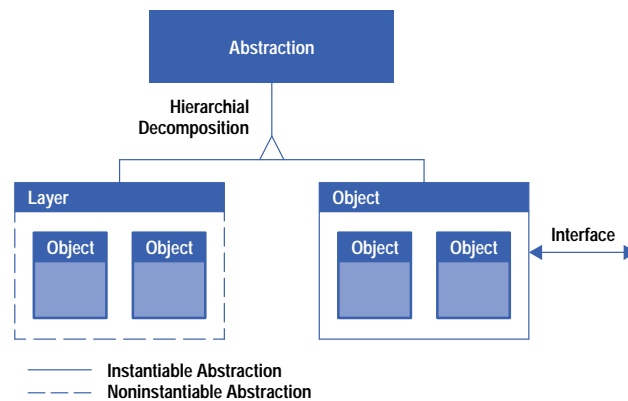 Abstraction
Hierarchial
Decomposition
Layer
Object
Object
Object
Object
Object
Interface
Instantiable Abstraction
Noninstantiable Abstraction